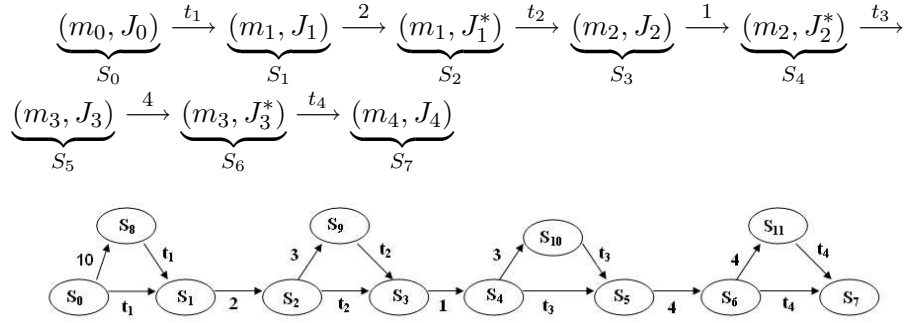 (m₀, J₀) —t₁→ (m₁, J₁) —2→ (m₁, J₁*) —t₂→ (m₂, J₂) —1→ (m₂, J₂*) —t₃→
S₀ S₁ S₂ S₃ S₄
(m₃, J₃) —4→ (m₃, J₃*) —t₄→ (m₄, J₄)
S₅ S₆ S₇
S₈ S₉ S₁₀ S₁₁
10 t₁ 3 t₂ 3 t₃ 4 t₄
S₀ t₁ S₁ 2 S₂ t₂ S₃ 1 S₄ t₃ S₅ 4 S₆ t₄ S₇